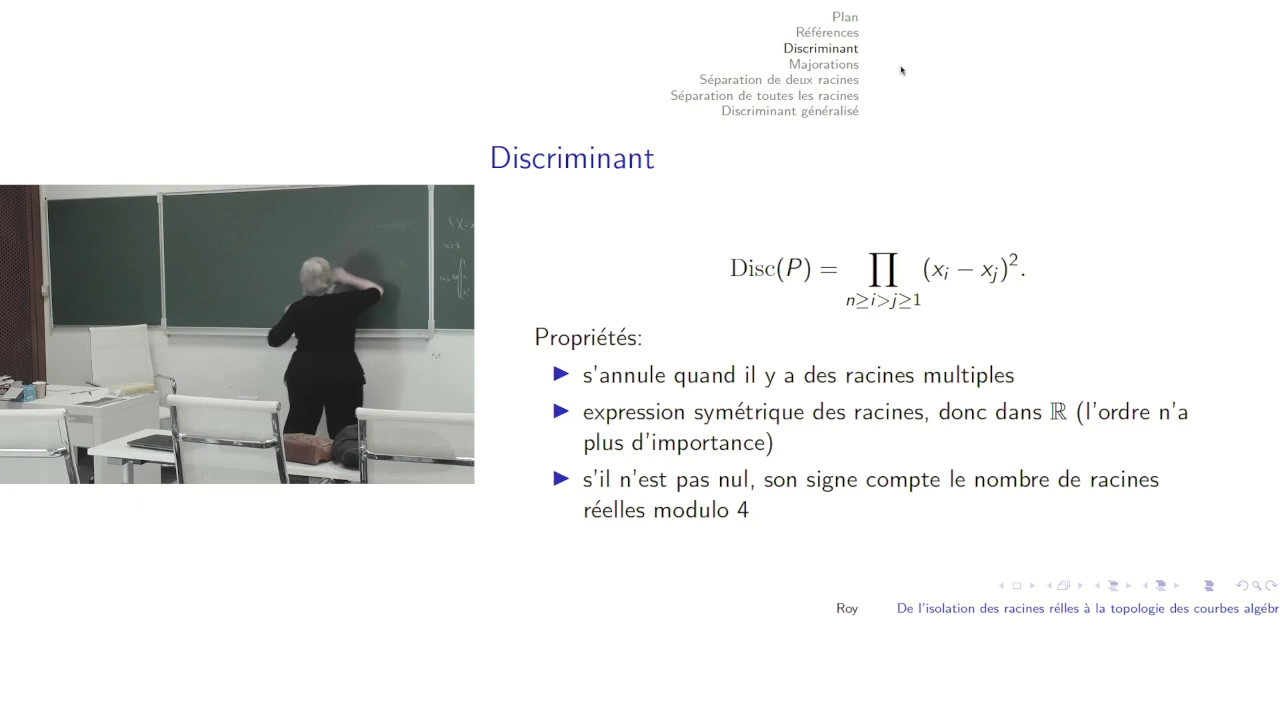 Plan
Références
Discriminant
Majorations
Séparation de deux racines
Séparation de toutes les racines
Discriminant généralisé
Discriminant
Disc(P) = ∏ (x_i − x_j)².
n≥i>j≥1
Propriétés:
s'annule quand il y a des racines multiples
expression symétrique des racines, donc dans ℝ (l'ordre n'a
plus d'importance)
s'il n'est pas nul, son signe compte le nombre de racines
réelles modulo 4
Roy
De l'isolation des racines rélles à la topologie des courbes algébr